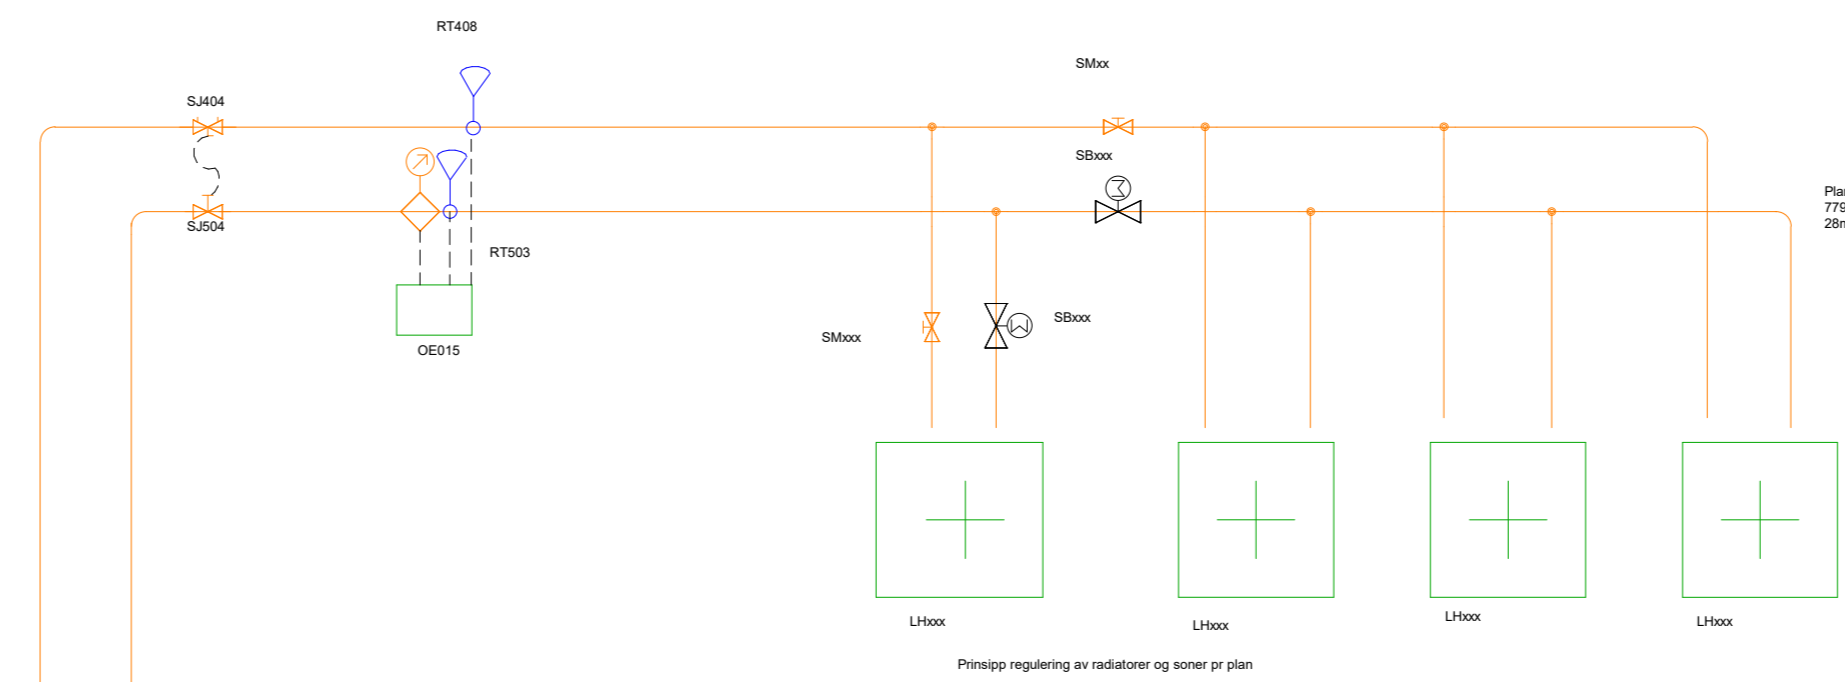 RT408
SMxx
SJ404
SBxxx
SJ504
RT503
SBxxx
SMxxx
OE015
LHxxx
LHxxx
LHxxx
LHxxx
Prinsipp regulering av radiatorer og soner pr plan